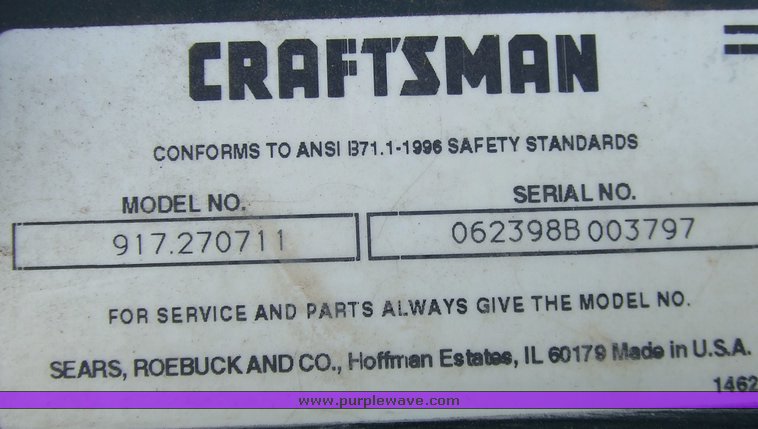 CRAFTSMAN
CONFORMS TO ANSI B71.1-1996 SAFETY STANDARDS
MODEL NO. SERIAL NO.
917.270711 062398B003797
FOR SERVICE AND PARTS ALWAYS GIVE THE MODEL NO.
SEARS, ROEBUCK AND CO., Hoffman Estates, IL 60179 Made in U.S.A.
1462
www.purplewave.com